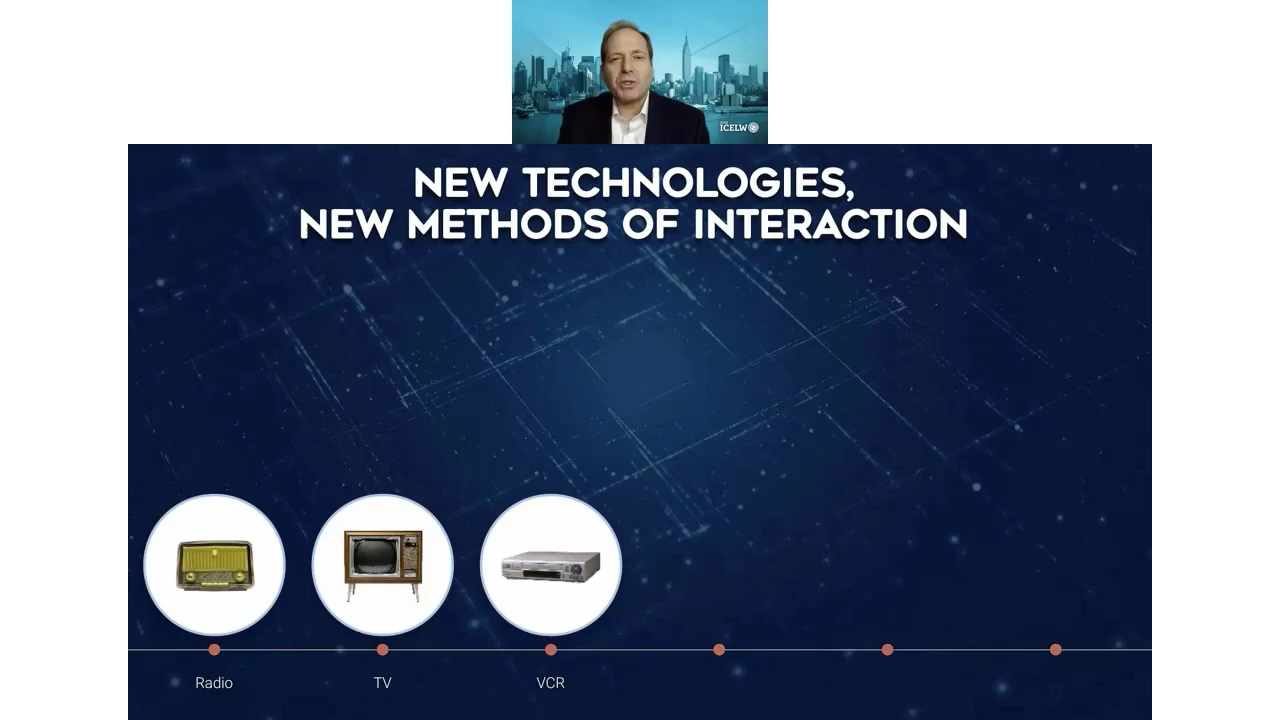 ICELW
NEW TECHNOLOGIES,
NEW METHODS OF INTERACTION
Radio
TV
VCR